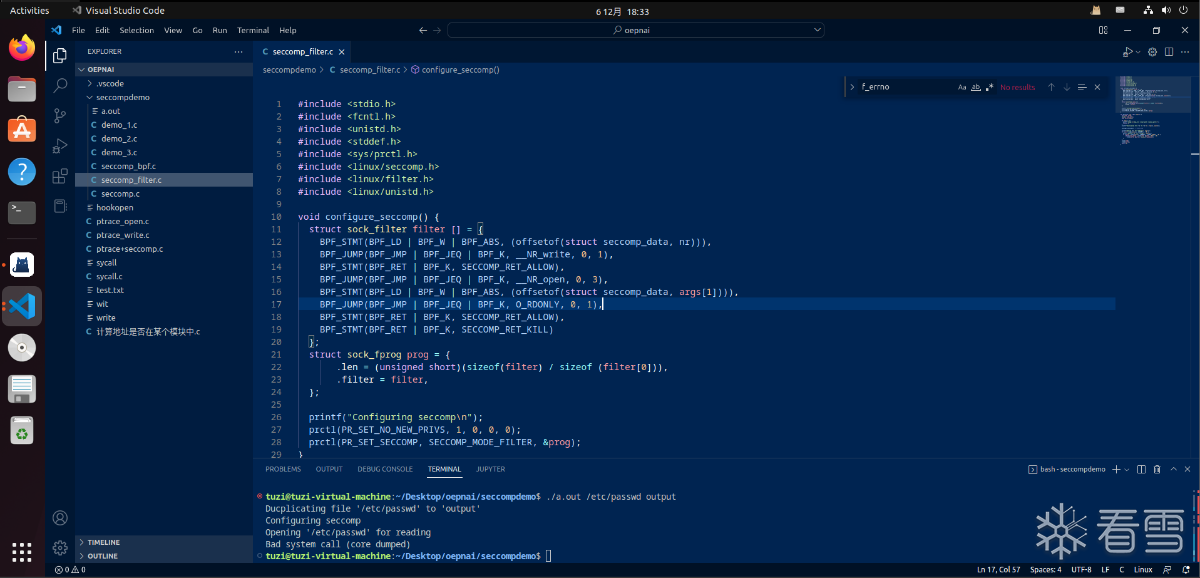 Activities
Visual Studio Code
6 12月 18:33
File Edit Selection View Go Run Terminal Help
oepnai
EXPLORER
OEPNAI
.vscode
seccompdemo
a.out
demo_1.c
demo_2.c
demo_3.c
seccomp_bpf.c
seccomp_filter.c
seccomp.c
hookopen
ptrace_open.c
ptrace_write.c
ptrace+seccomp.c
sycall
sycall.c
test.txt
wit
write
计算地址是否在某个模块中.c
TIMELINE
OUTLINE
seccomp_filter.c
seccompdemo > seccomp_filter.c > configure_seccomp()
f_errno
Aa ab No results
1 #include <stdio.h>
2 #include <fcntl.h>
3 #include <unistd.h>
4 #include <stddef.h>
5 #include <sys/prctl.h>
6 #include <linux/seccomp.h>
7 #include <linux/filter.h>
8 #include <linux/unistd.h>
9
10 void configure_seccomp() {
11 struct sock_filter filter [] = {
12 BPF_STMT(BPF_LD | BPF_W | BPF_ABS, (offsetof(struct seccomp_data, nr))),
13 BPF_JUMP(BPF_JMP | BPF_JEQ | BPF_K, __NR_write, 0, 1),
14 BPF_STMT(BPF_RET | BPF_K, SECCOMP_RET_ALLOW),
15 BPF_JUMP(BPF_JMP | BPF_JEQ | BPF_K, __NR_open, 0, 3),
16 BPF_STMT(BPF_LD | BPF_W | BPF_ABS, (offsetof(struct seccomp_data, args[1]))),
17 BPF_JUMP(BPF_JMP | BPF_JEQ | BPF_K, O_RDONLY, 0, 1),
18 BPF_STMT(BPF_RET | BPF_K, SECCOMP_RET_ALLOW),
19 BPF_STMT(BPF_RET | BPF_K, SECCOMP_RET_KILL)
20 };
21 struct sock_fprog prog = {
22 .len = (unsigned short)(sizeof(filter) / sizeof (filter[0])),
23 .filter = filter,
24 };
25
26 printf("Configuring seccomp\n");
27 prctl(PR_SET_NO_NEW_PRIVS, 1, 0, 0, 0);
28 prctl(PR_SET_SECCOMP, SECCOMP_MODE_FILTER, &prog);
29 }
PROBLEMS OUTPUT DEBUG CONSOLE TERMINAL JUPYTER
bash - seccompdemo
tuzi@tuzi-virtual-machine:~/Desktop/oepnai/seccompdemo$ ./a.out /etc/passwd output
Ducplicating file '/etc/passwd' to 'output'
Configuring seccomp
Opening '/etc/passwd' for reading
Bad system call (core dumped)
tuzi@tuzi-virtual-machine:~/Desktop/oepnai/seccompdemo$
看雪
0 0
Ln 17, Col 57 Spaces: 4 UTF-8 LF C Linux